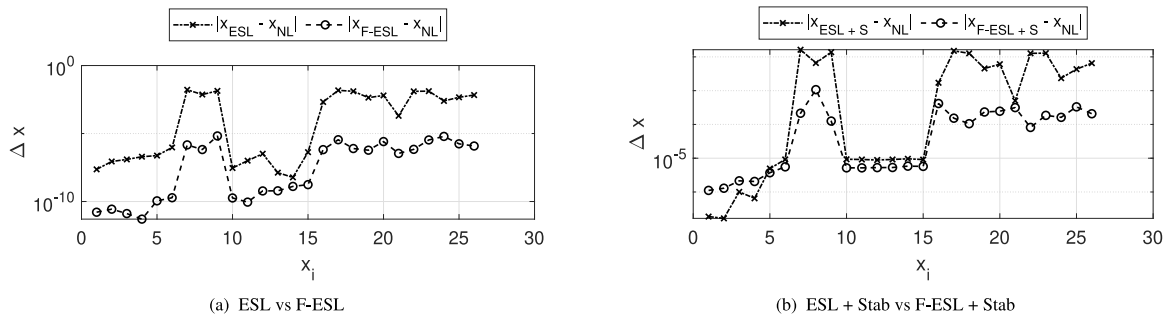 |x_ESL - x_NL| |x_F-ESL - x_NL|
10^0
10^-5
10^-10
Δ x
0 5 10 15 20 25 30
x_i
(a) ESL vs F-ESL
|x_ESL + S - x_NL| |x_F-ESL + S - x_NL|
10^-5
Δ x
0 5 10 15 20 25 30
x_i
(b) ESL + Stab vs F-ESL + Stab